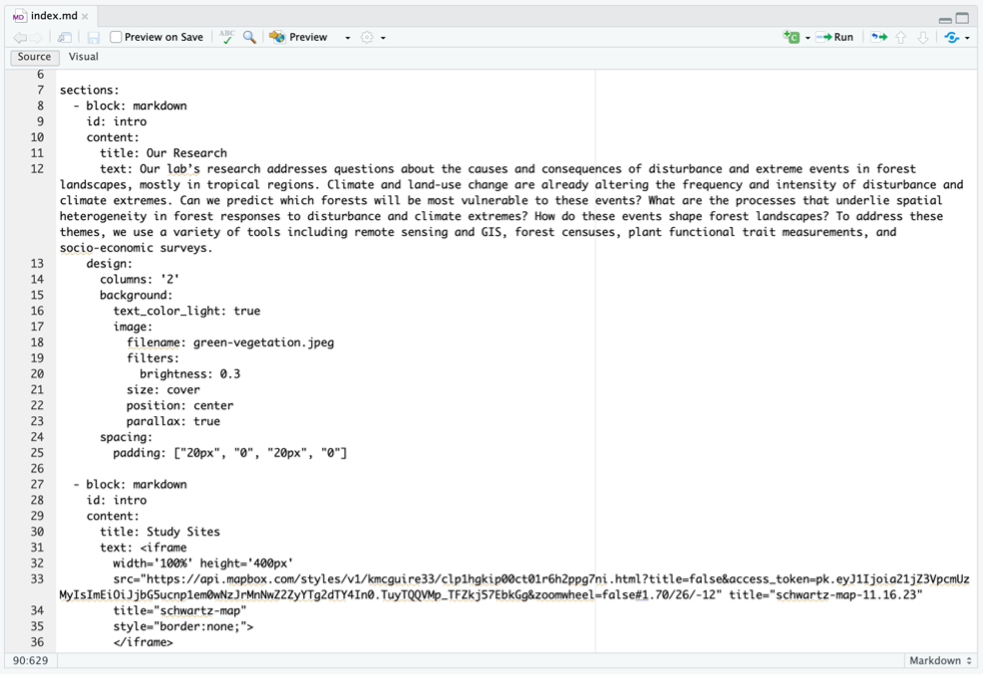 MD index.md ×
Preview on Save ABC Preview Run
Source Visual
6
7 sections:
8 - block: markdown
9 id: intro
10 content:
11 title: Our Research
12 text: Our lab’s research addresses questions about the causes and consequences of disturbance and extreme events in forest
landscapes, mostly in tropical regions. Climate and land-use change are already altering the frequency and intensity of disturbance and
climate extremes. Can we predict which forests will be most vulnerable to these events? What are the processes that underlie spatial
heterogeneity in forest responses to disturbance and climate extremes? How do these events shape forest landscapes? To address these
themes, we use a variety of tools including remote sensing and GIS, forest censuses, plant functional trait measurements, and
socio-economic surveys.
13 design:
14 columns: '2'
15 background:
16 text_color_light: true
17 image:
18 filename: green-vegetation.jpeg
19 filters:
20 brightness: 0.3
21 size: cover
22 position: center
23 parallax: true
24 spacing:
25 padding: ["20px", "0", "20px", "0"]
26
27 - block: markdown
28 id: intro
29 content:
30 title: Study Sites
31 text: <iframe
32 width='100%' height='400px'
33 src="https://api.mapbox.com/styles/v1/kmcguire33/clp1hgkip00ct01r6h2ppg7ni.html?title=false&access_token=pk.eyJ1Ijoia21jZ3VpcmUz
MyIsImEiOiJjbG5ucnp1em0wNzJrMnNwZ2ZyYTg2dTY4In0.TuyTQQVMp_TFZkj57EbkGg&zoomwheel=false#1.70/26/-12" title="schwartz-map-11.16.23"
34 title="schwartz-map"
35 style="border:none;">
36 </iframe>
90:629 Markdown